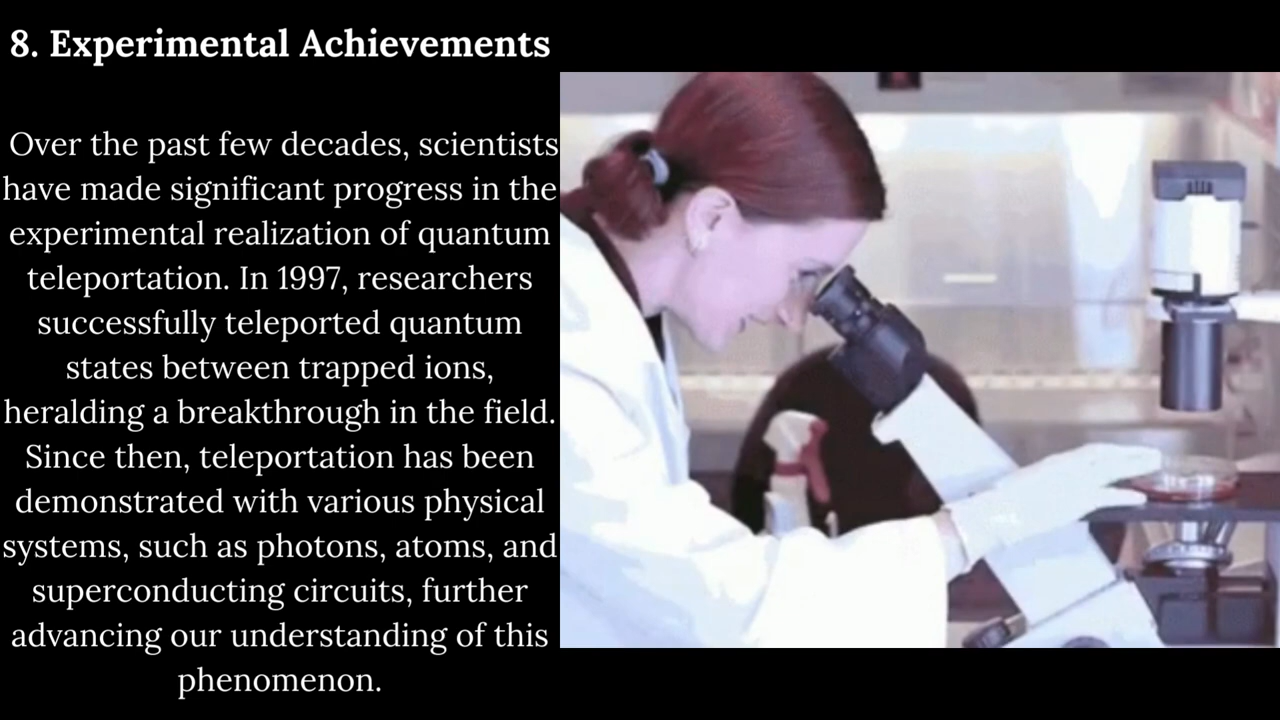 8. Experimental Achievements
Over the past few decades, scientists
have made significant progress in the
experimental realization of quantum
teleportation. In 1997, researchers
successfully teleported quantum
states between trapped ions,
heralding a breakthrough in the field.
Since then, teleportation has been
demonstrated with various physical
systems, such as photons, atoms, and
superconducting circuits, further
advancing our understanding of this
phenomenon.